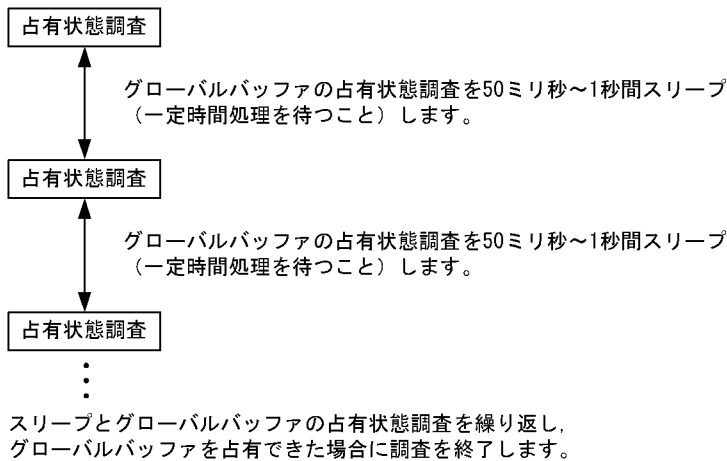 占有状態調査
グローバルバッファの占有状態調査を50ミリ秒～1秒間スリープ
（一定時間処理を待つこと）します。
占有状態調査
グローバルバッファの占有状態調査を50ミリ秒～1秒間スリープ
（一定時間処理を待つこと）します。
占有状態調査
スリープとグローバルバッファの占有状態調査を繰り返し，
グローバルバッファを占有できた場合に調査を終了します。